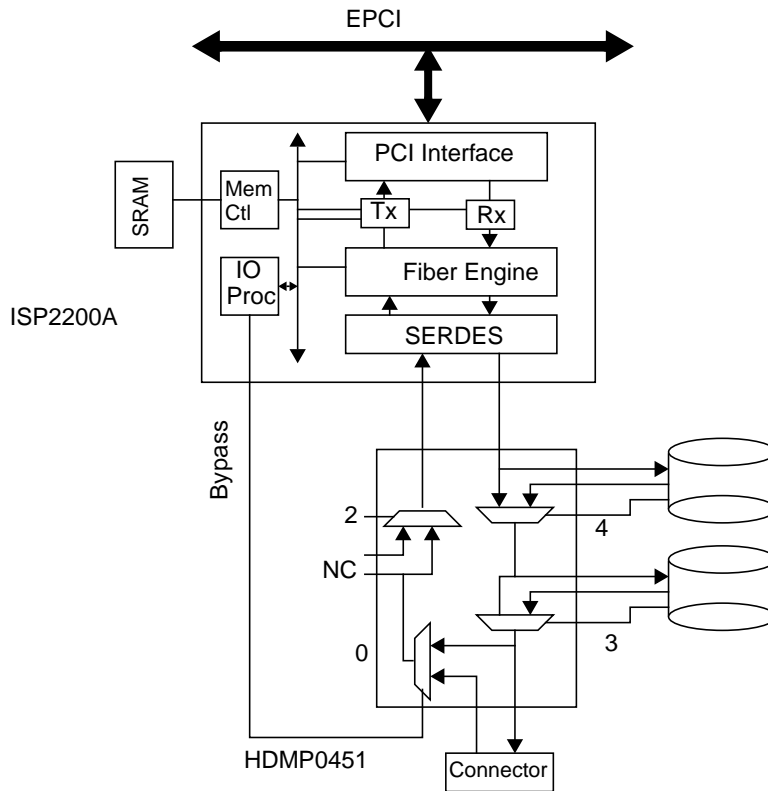 EPCI
PCI Interface
SRAM
Mem
Ctl
Tx
Rx
IO
Proc
Fiber Engine
ISP2200A
SERDES
Bypass
2
4
NC
0
3
HDMP0451
Connector